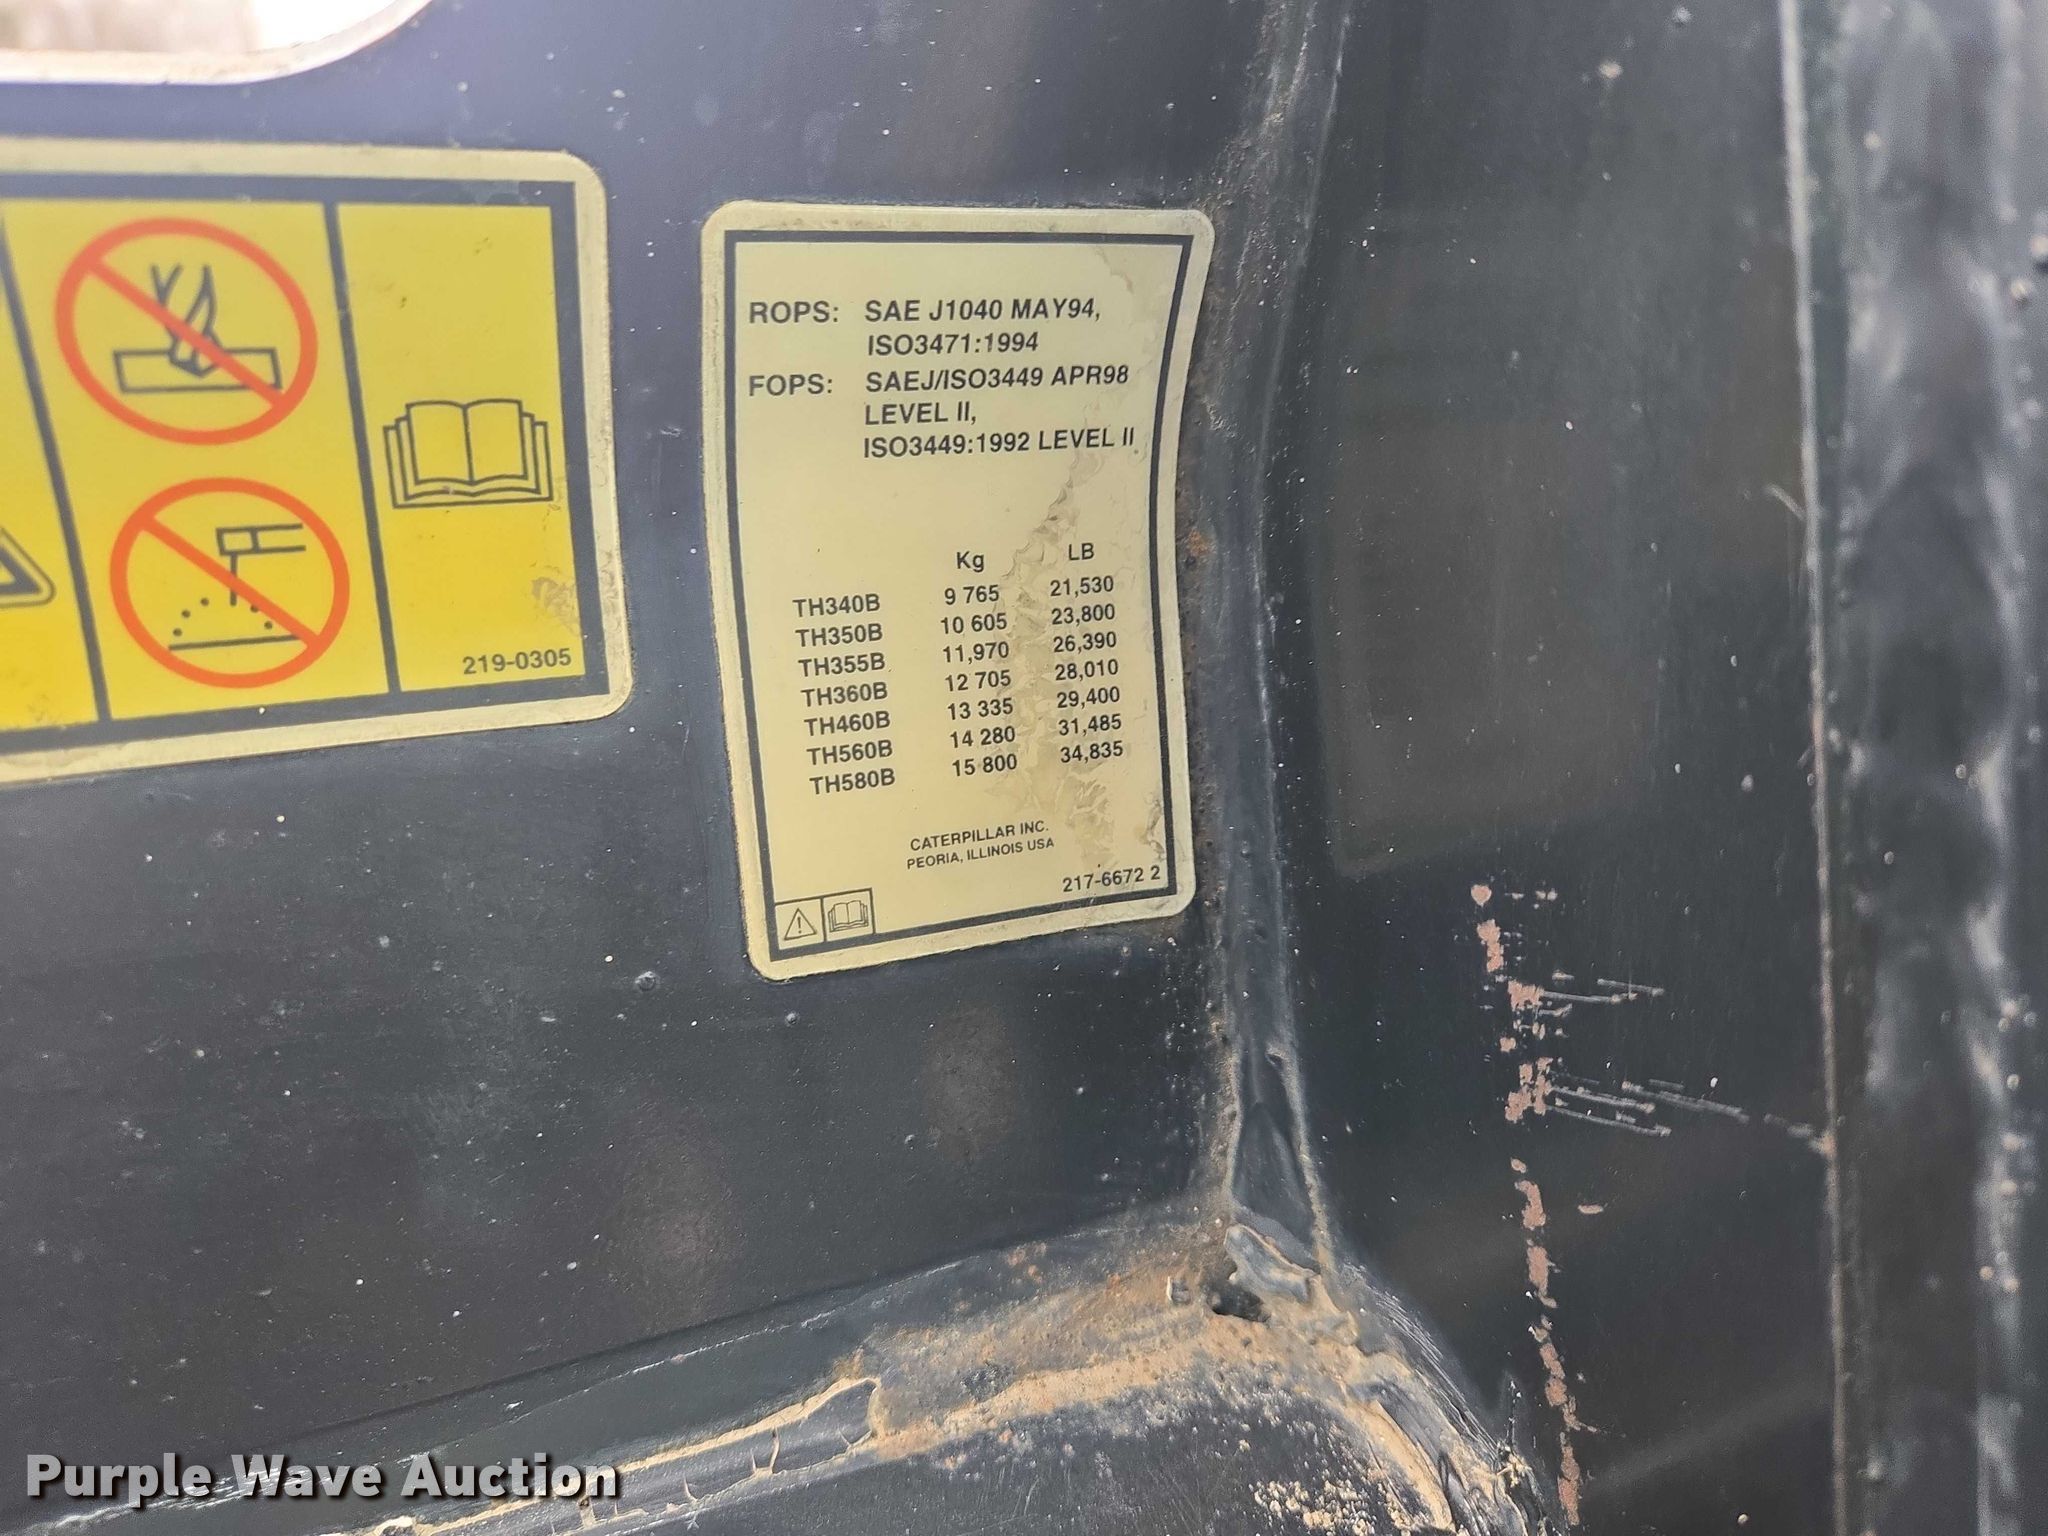 219-0305
ROPS: SAE J1040 MAY94,
ISO3471:1994
FOPS: SAEJ/ISO3449 APR98
LEVEL II,
ISO3449:1992 LEVEL II.
Kg LB
TH340B 9 765 21,530
TH350B 10 605 23,800
TH355B 11,970 26,390
TH360B 12 705 28,010
TH460B 13 335 29,400
TH560B 14 280 31,485
TH580B 15 800 34,835
CATERPILLAR INC.
PEORIA, ILLINOIS USA
217-6672 2
Purple Wave Auction